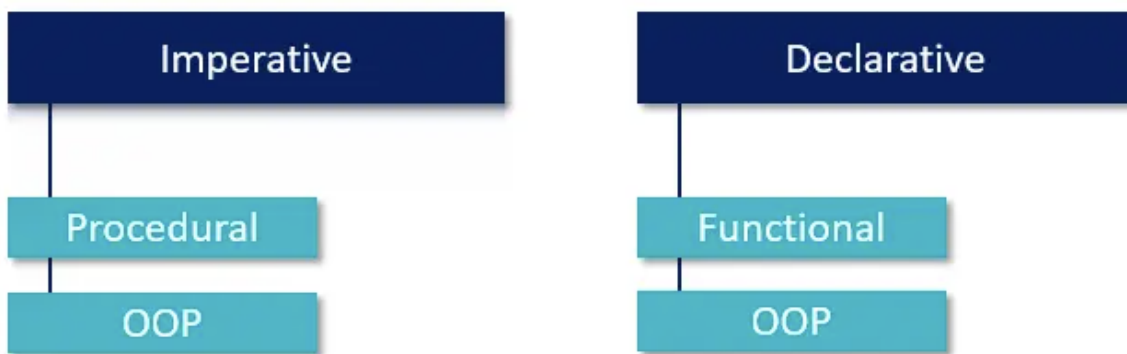 Imperative
Procedural
OOP
Declarative
Functional
OOP